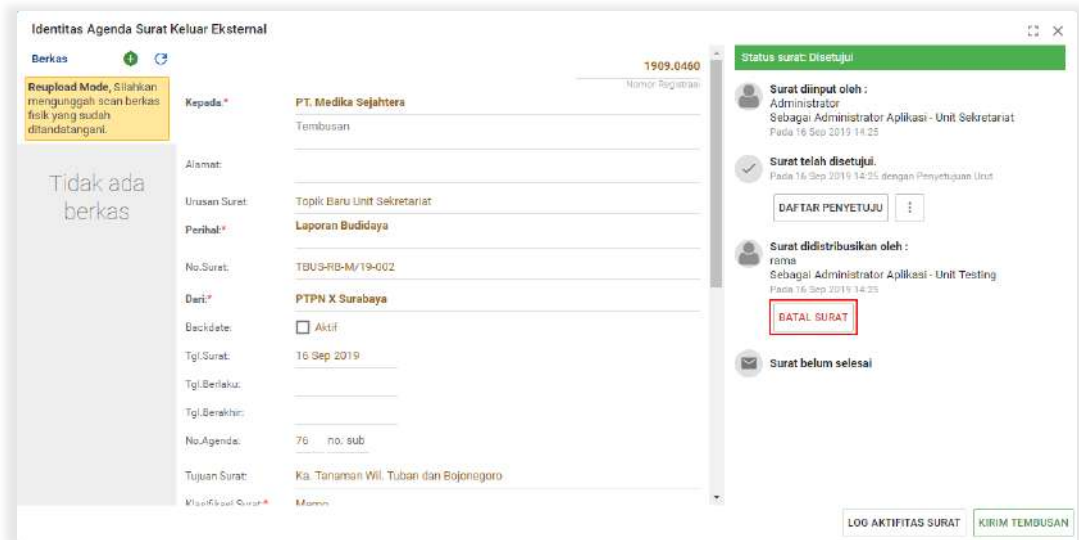 Identitas Agenda Surat Keluar Eksternal
Berkas
Reupload Mode, Silahkan
mengunggah scan berkas
fisik yang sudah
ditandatangani.
Tidak ada
berkas
1909.0460
Nomor Registrasi
Kepada:* PT. Medika Sejahtera
Tembusan
Alamat:
Urusan Surat: Topik Baru Unit Sekretariat
Perihal:* Laporan Budidaya
No.Surat: TBUS-RB-M/19-002
Dari:* PTPN X Surabaya
Backdate: Aktif
Tgl.Surat: 16 Sep 2019
Tgl.Berlaku:
Tgl.Berakhir:
No.Agenda: 76 no. sub
Tujuan Surat: Ka. Tanaman Wil. Tuban dan Bojonegoro
Klasifikasi Surat:* Memo
Status surat: Disetujui
Surat diinput oleh :
Administrator
Sebagai Administrator Aplikasi - Unit Sekretariat
Pada 16 Sep 2019 14:25
Surat telah disetujui.
Pada 16 Sep 2019 14:25 dengan Penyetujuan Urut
DAFTAR PENYETUJU
Surat didistribusikan oleh :
rama
Sebagai Administrator Aplikasi - Unit Testing
Pada 16 Sep 2019 14:25
BATAL SURAT
Surat belum selesai
LOG AKTIFITAS SURAT KIRIM TEMBUSAN